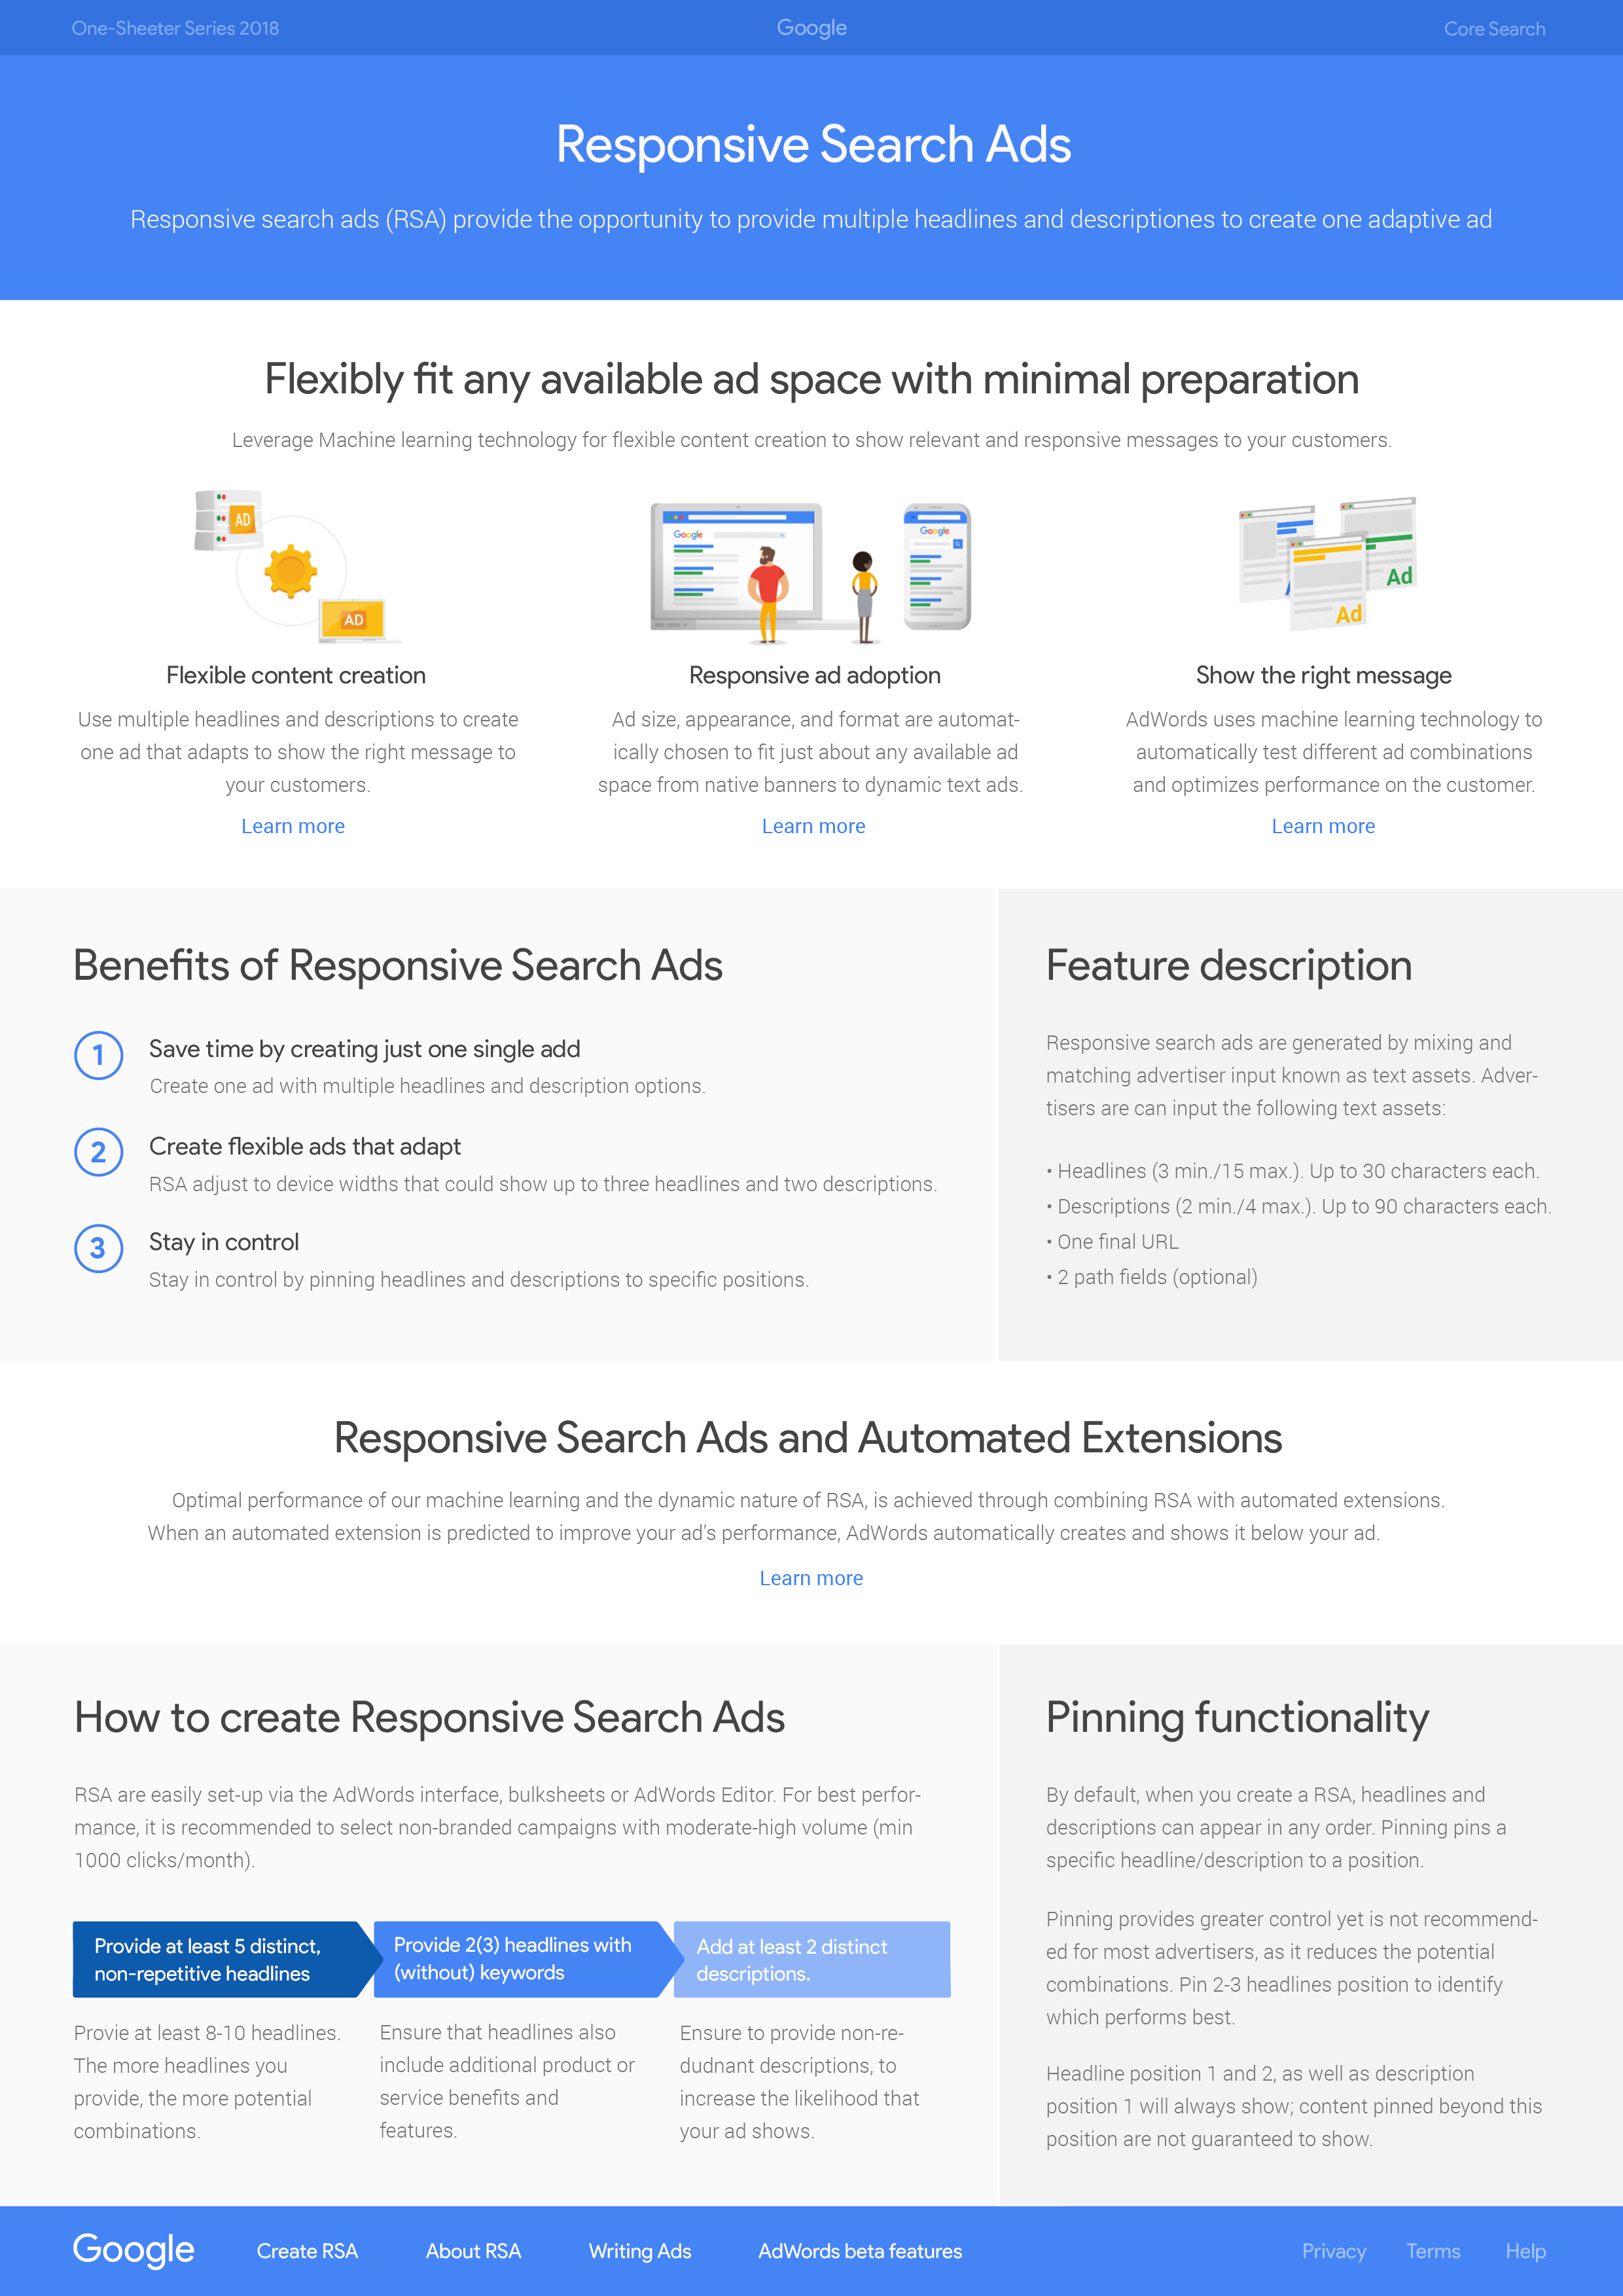 One-Sheeter Series 2018
Google
Core Search
Responsive Search Ads
Responsive search ads (RSA) provide the opportunity to provide multiple headlines and descriptiones to create one adaptive ad
Flexibly fit any available ad space with minimal preparation
Leverage Machine learning technology for flexible content creation to show relevant and responsive messages to your customers.
AD
AD
Google
Google
Ad
Ad
Flexible content creation
Use multiple headlines and descriptions to create
one ad that adapts to show the right message to
your customers.
Learn more
Responsive ad adoption
Ad size, appearance, and format are automat-
ically chosen to fit just about any available ad
space from native banners to dynamic text ads.
Learn more
Show the right message
AdWords uses machine learning technology to
automatically test different ad combinations
and optimizes performance on the customer.
Learn more
Benefits of Responsive Search Ads
1
Save time by creating just one single add
Create one ad with multiple headlines and description options.
2
Create flexible ads that adapt
RSA adjust to device widths that could show up to three headlines and two descriptions.
3
Stay in control
Stay in control by pinning headlines and descriptions to specific positions.
Feature description
Responsive search ads are generated by mixing and
matching advertiser input known as text assets. Adver-
tisers are can input the following text assets:
• Headlines (3 min./15 max.). Up to 30 characters each.
• Descriptions (2 min./4 max.). Up to 90 characters each.
• One final URL
• 2 path fields (optional)
Responsive Search Ads and Automated Extensions
Optimal performance of our machine learning and the dynamic nature of RSA, is achieved through combining RSA with automated extensions.
When an automated extension is predicted to improve your ad's performance, AdWords automatically creates and shows it below your ad.
Learn more
How to create Responsive Search Ads
RSA are easily set-up via the AdWords interface, bulksheets or AdWords Editor. For best perfor-
mance, it is recommended to select non-branded campaigns with moderate-high volume (min
1000 clicks/month).
Provide at least 5 distinct,
non-repetitive headlines
Provie at least 8-10 headlines.
The more headlines you
provide, the more potential
combinations.
Provide 2(3) headlines with
(without) keywords
Ensure that headlines also
include additional product or
service benefits and
features.
Add at least 2 distinct
descriptions.
Ensure to provide non-re-
dudnant descriptions, to
increase the likelihood that
your ad shows.
Pinning functionality
By default, when you create a RSA, headlines and
descriptions can appear in any order. Pinning pins a
specific headline/description to a position.
Pinning provides greater control yet is not recommend-
ed for most advertisers, as it reduces the potential
combinations. Pin 2-3 headlines position to identify
which performs best.
Headline position 1 and 2, as well as description
position 1 will always show; content pinned beyond this
position are not guaranteed to show.
Google
Create RSA
About RSA
Writing Ads
AdWords beta features
Privacy
Terms
Help